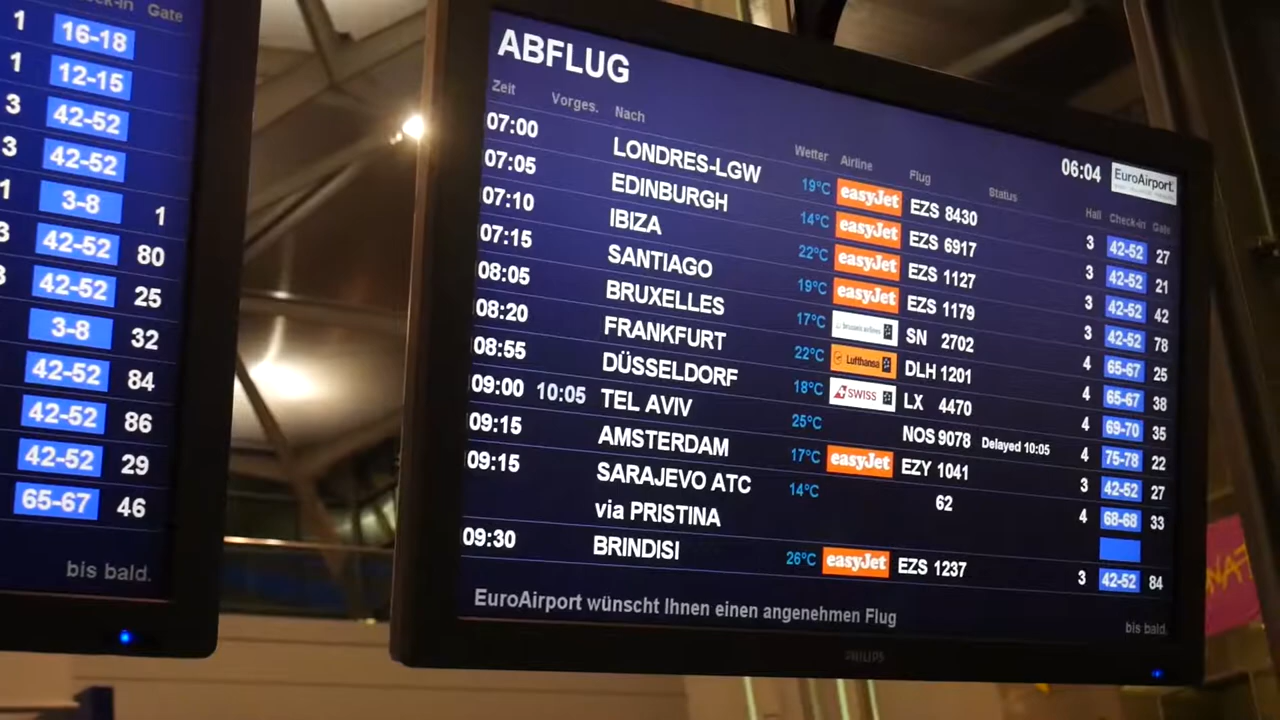 Check-in Gate
1 16-18
1 12-15
3 42-52
3 42-52
1 3-8 1
3 42-52 80
3 42-52 25
3-8 32
42-52 84
42-52 86
42-52 29
65-67 46
bis bald.
ABFLUG
06:04 EuroAirport
Zeit Vorges. Nach Wetter Airline Flug Status Hall Check-in Gate
07:00 LONDRES-LGW 19°C easyJet EZS 8430 3 42-52 27
07:05 EDINBURGH 14°C easyJet EZS 6917 3 42-52 21
07:10 IBIZA 22°C easyJet EZS 1127 3 42-52 42
07:15 SANTIAGO 19°C easyJet EZS 1179 3 42-52 78
08:05 BRUXELLES 17°C brussels airlines SN 2702 4 65-67 25
08:20 FRANKFURT 22°C Lufthansa DLH 1201 4 65-67 38
08:55 DÜSSELDORF 18°C SWISS LX 4470 4 69-70 35
09:00 10:05 TEL AVIV 25°C NOS 9078 Delayed 10:05 4 75-78 22
09:15 AMSTERDAM 17°C easyJet EZY 1041 3 42-52 27
09:15 SARAJEVO ATC 14°C 62 4 68-68 33
via PRISTINA
09:30 BRINDISI 26°C easyJet EZS 1237 3 42-52 84
EuroAirport wünscht Ihnen einen angenehmen Flug
bis bald.
PHILIPS